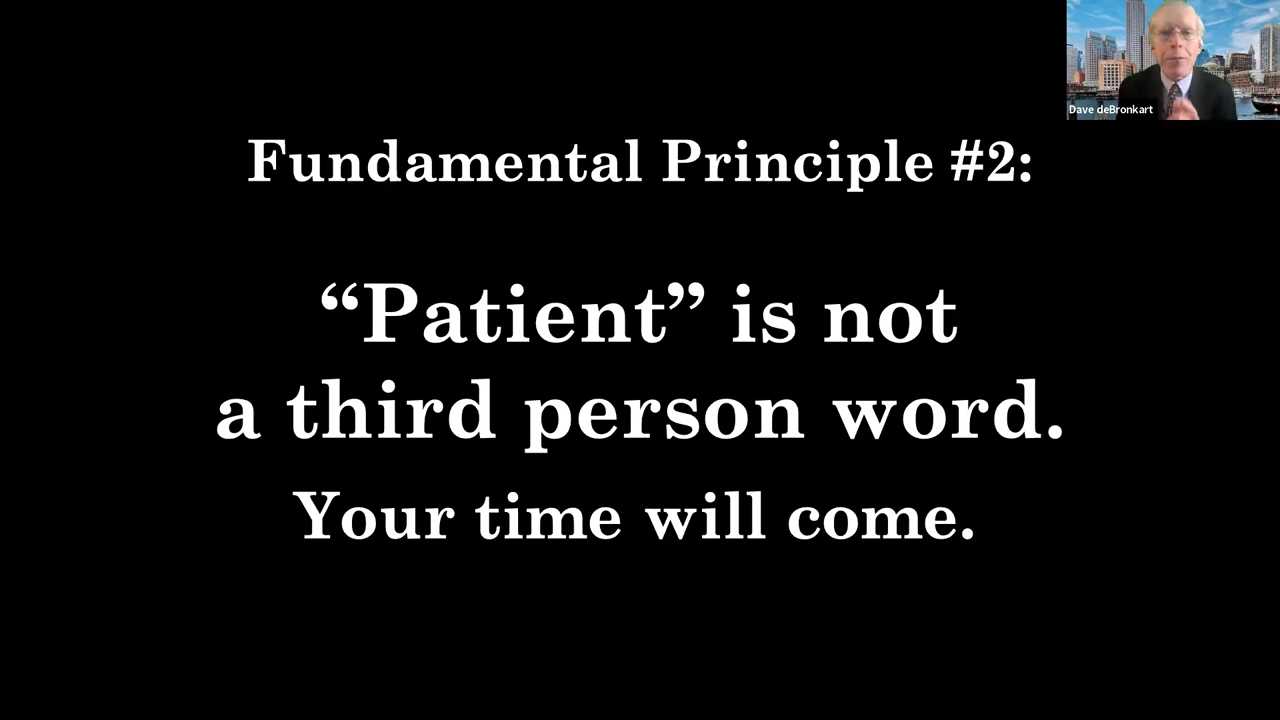 Dave deBronkart
Fundamental Principle #2:
“Patient” is not
a third person word.
Your time will come.